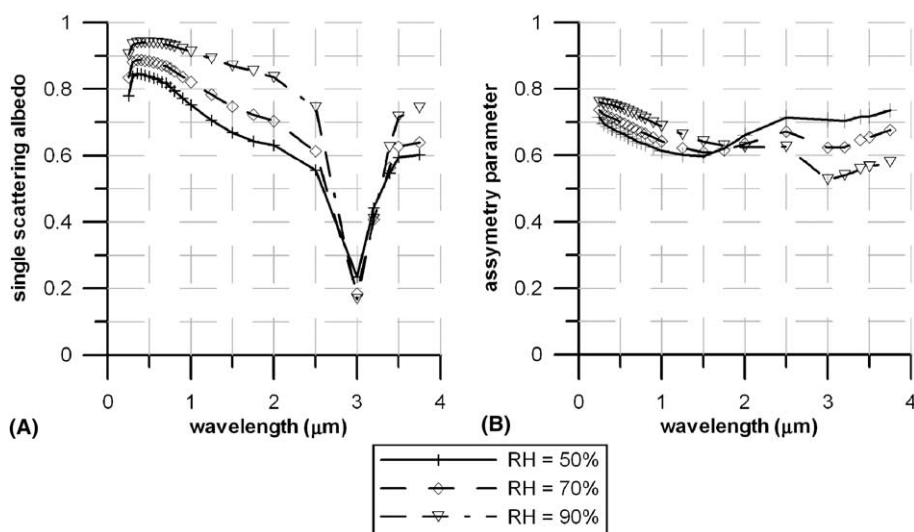 single scattering albedo
1
0.8
0.6
0.4
0.2
0
0 1 2 3 4
wavelength (μm)
(A)
assymetry parameter
1
0.8
0.6
0.4
0.2
0
0 1 2 3 4
wavelength (μm)
(B)
RH = 50%
RH = 70%
RH = 90%